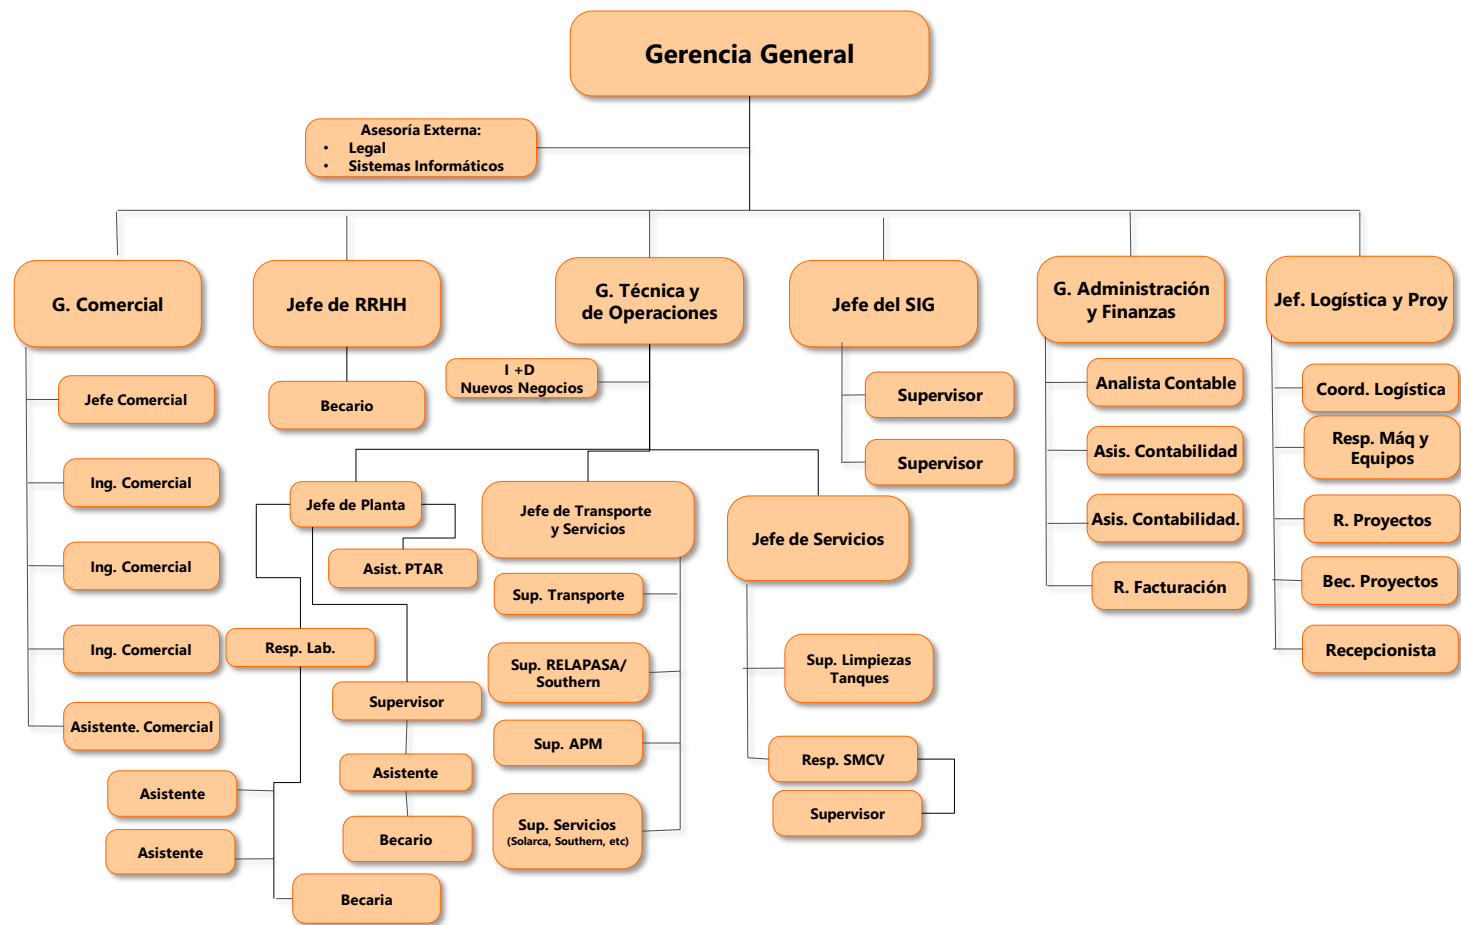 Gerencia General
Asesoría Externa:
• Legal
• Sistemas Informáticos
G. Comercial
Jefe de RRHH
G. Técnica y
de Operaciones
Jefe del SIG
G. Administración
y Finanzas
Jef. Logística y Proy
Jefe Comercial
Ing. Comercial
Ing. Comercial
Ing. Comercial
Asistente. Comercial
Becario
I +D
Nuevos Negocios
Jefe de Planta
Asist. PTAR
Resp. Lab.
Asistente
Asistente
Becaria
Supervisor
Asistente
Becario
Jefe de Transporte
y Servicios
Sup. Transporte
Sup. RELAPASA/
Southern
Sup. APM
Sup. Servicios
(Solarca, Southern, etc)
Jefe de Servicios
Sup. Limpiezas
Tanques
Resp. SMCV
Supervisor
Supervisor
Supervisor
Analista Contable
Asis. Contabilidad
Asis. Contabilidad.
R. Facturación
Coord. Logística
Resp. Máq y
Equipos
R. Proyectos
Bec. Proyectos
Recepcionista